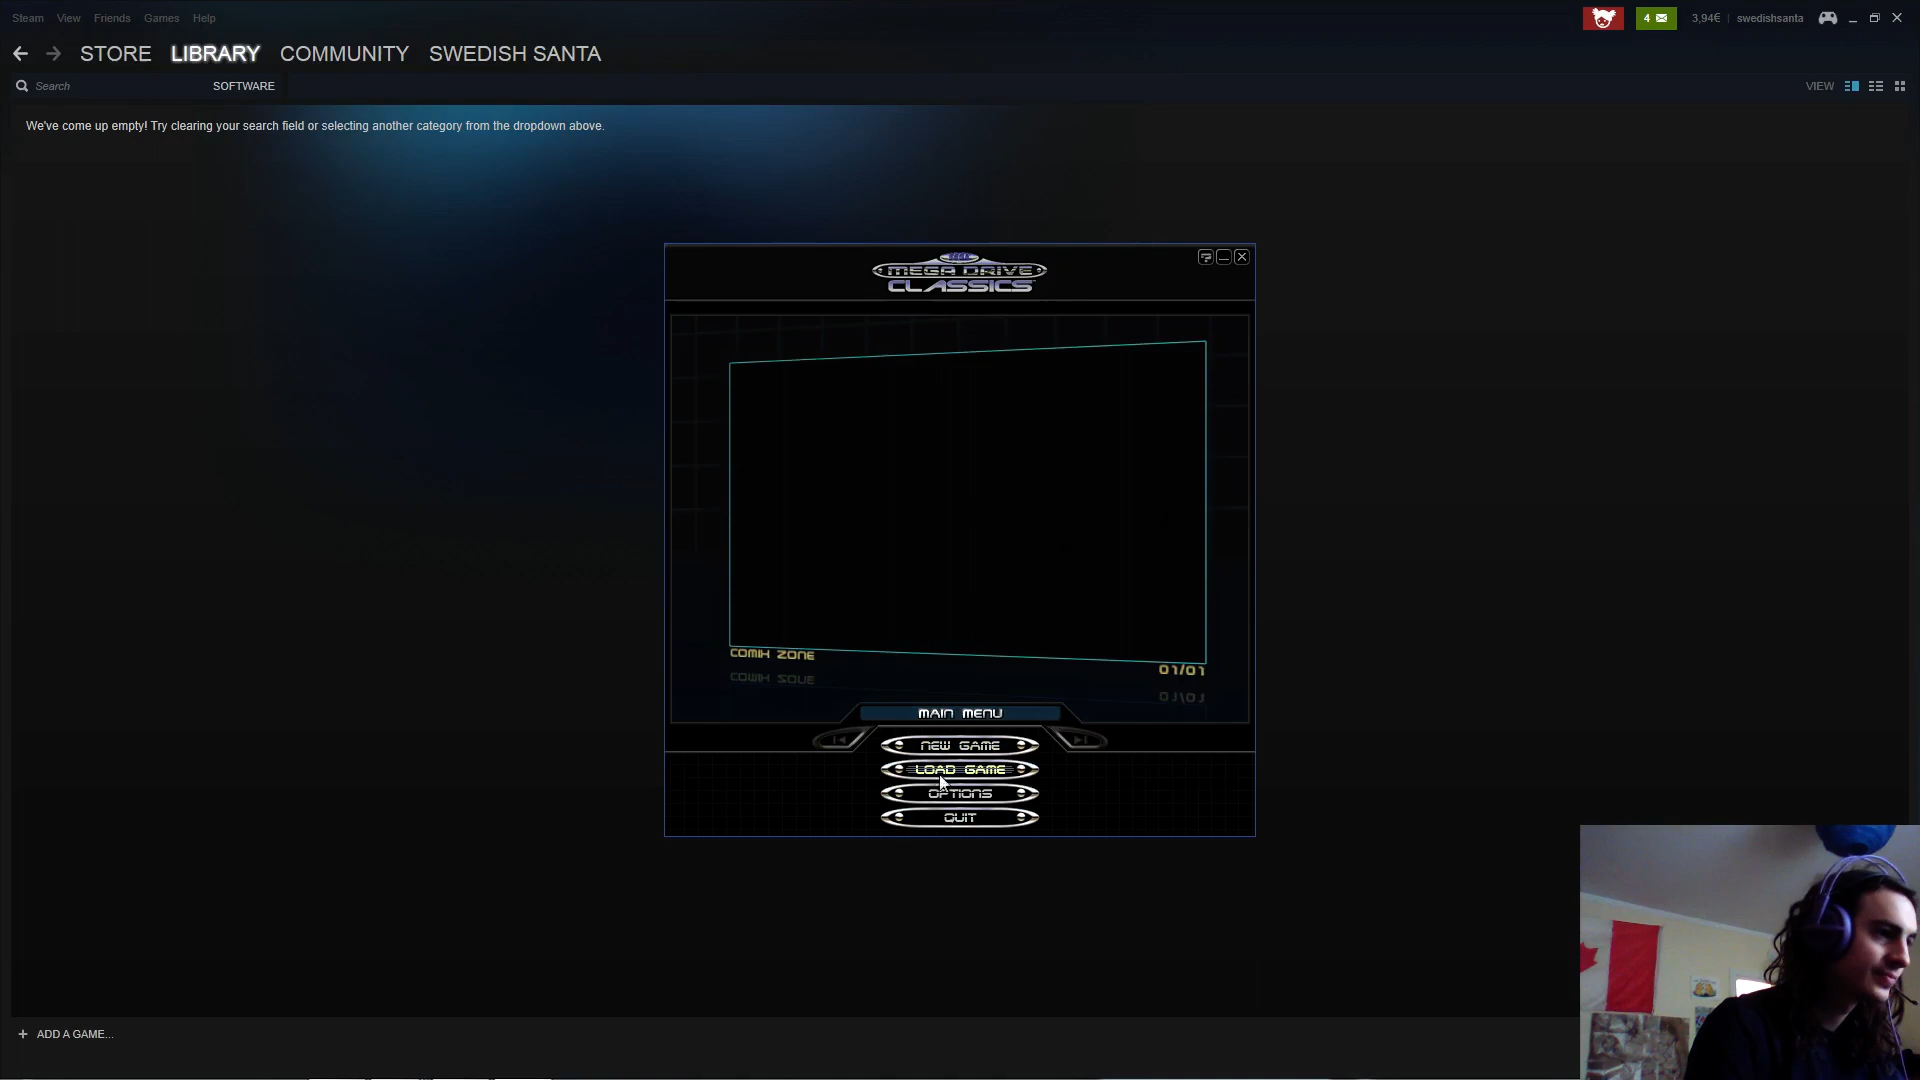 Steam View Friends Games Help
4 3,94€ | swedishsanta
STORE LIBRARY COMMUNITY SWEDISH SANTA
Search SOFTWARE VIEW
We've come up empty! Try clearing your search field or selecting another category from the dropdown above.
SEGA
MEGA DRIVE
CLASSICS
COMIX ZONE 01/01
MAIN MENU
NEW GAME
LOAD GAME
OPTIONS
QUIT
+ ADD A GAME...